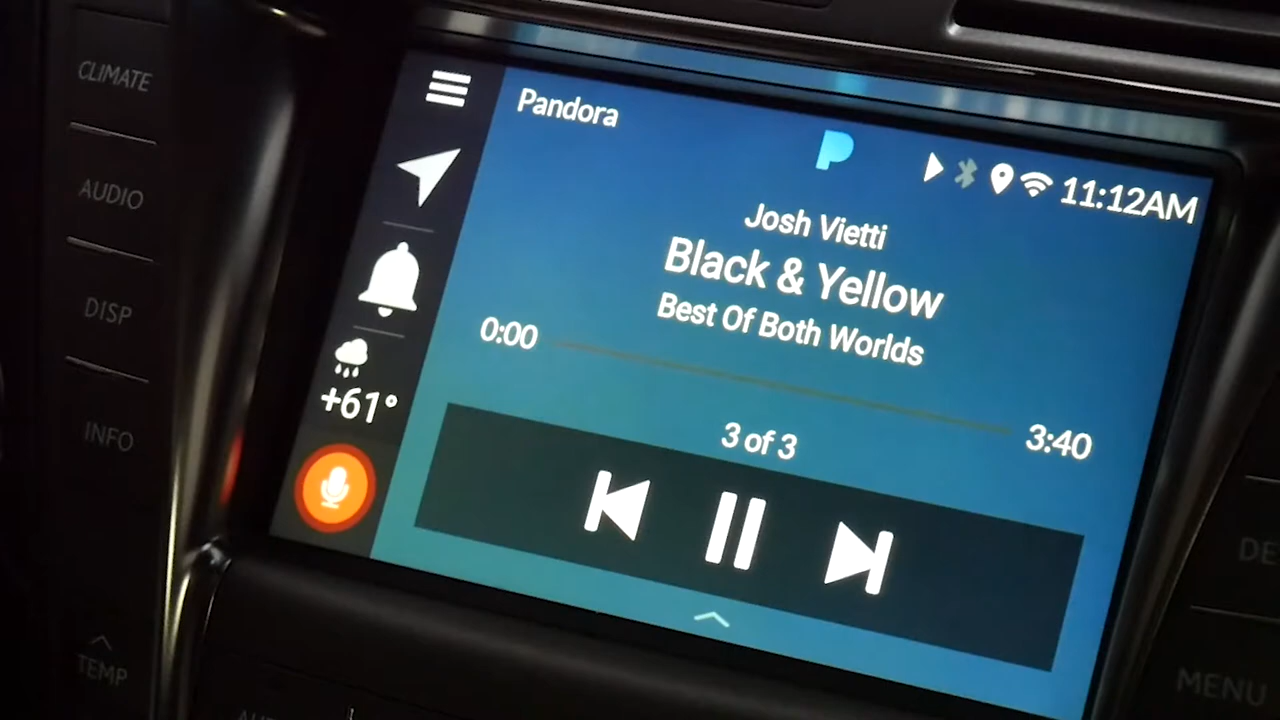 CLIMATE
AUDIO
DISP
INFO
TEMP
Pandora
11:12AM
Josh Vietti
Black & Yellow
Best Of Both Worlds
0:00
3:40
3 of 3
+61°
MENU